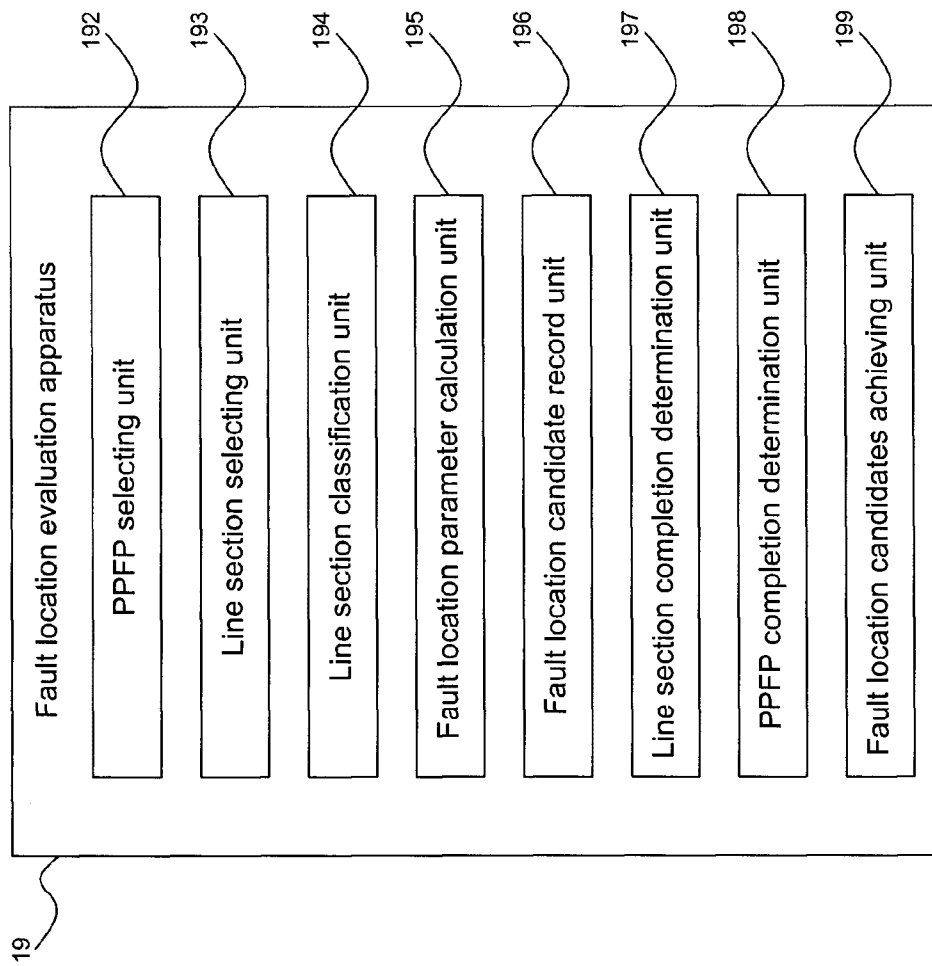 19
Fault location evaluation apparatus
PPFP selecting unit
192
Line section selecting unit
193
Line section classification unit
194
Fault location parameter calculation unit
195
Fault location candidate record unit
196
Line section completion determination unit
197
PPFP completion determination unit
198
Fault location candidates achieving unit
199